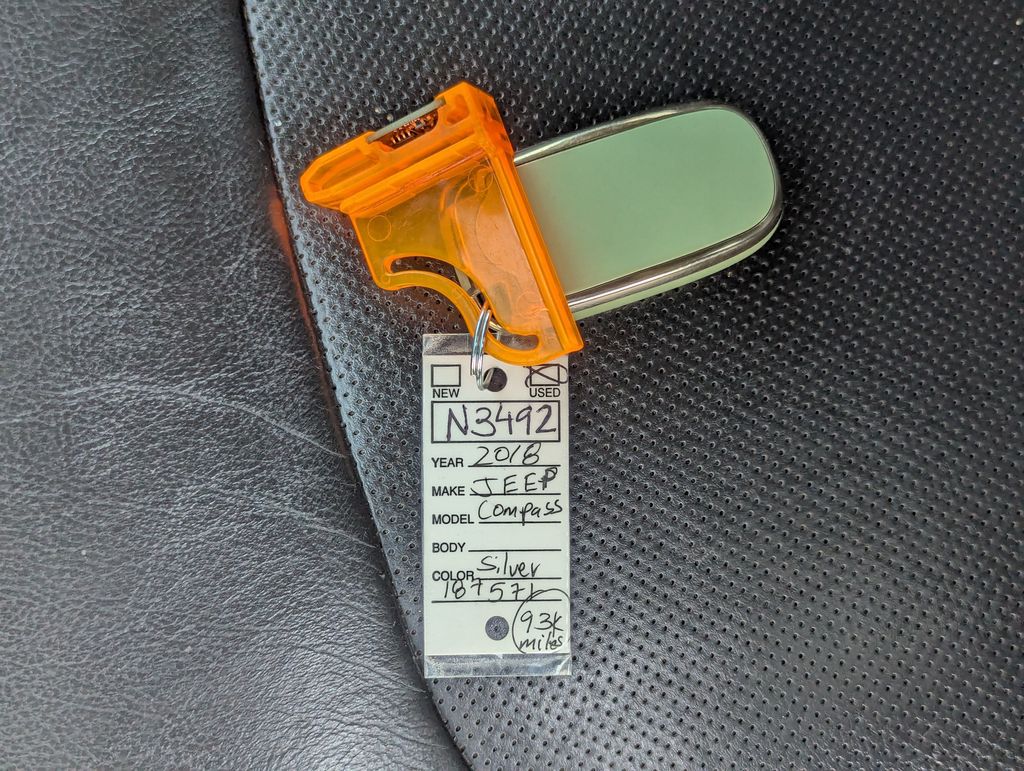 NEW USED
N3492
YEAR 2018
MAKE JEEP
MODEL Compass
BODY
COLOR Silver
187571
93K
miles